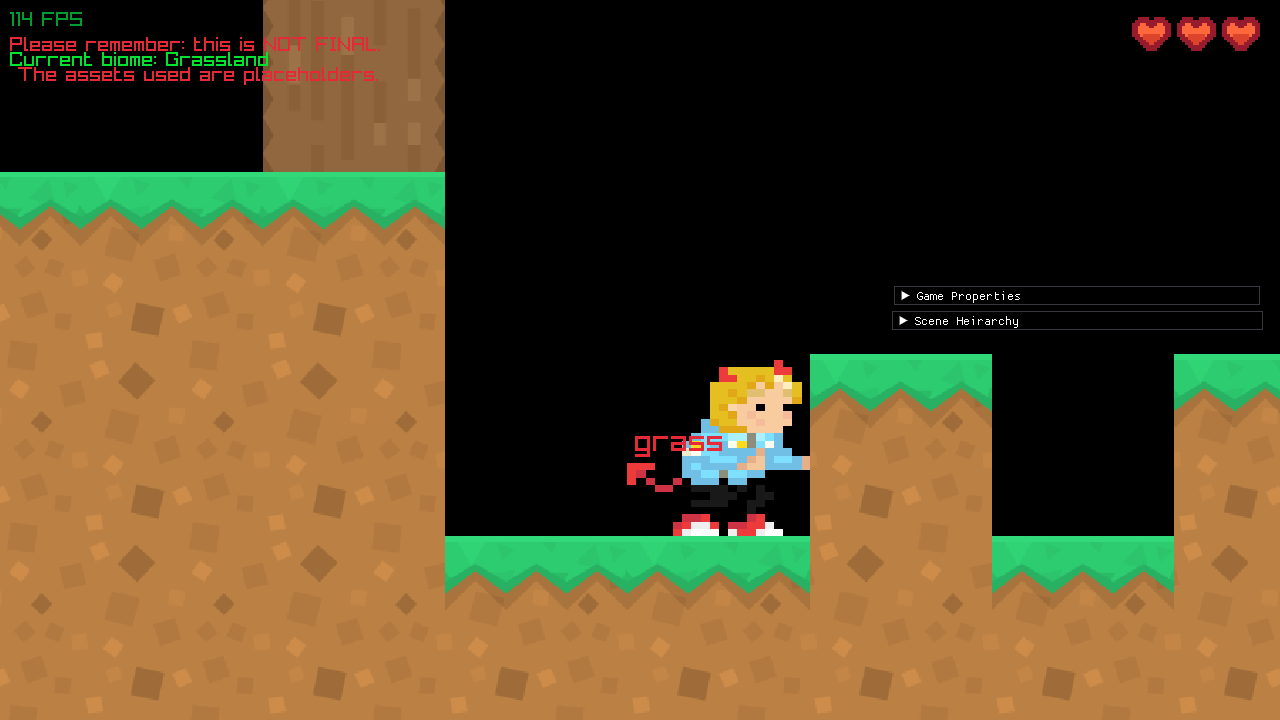 114 FPS
Please remember: this is NOT FINAL.
Current biome: Grassland
The assets used are placeholders.
Game Properties
Scene Heirarchy
grass